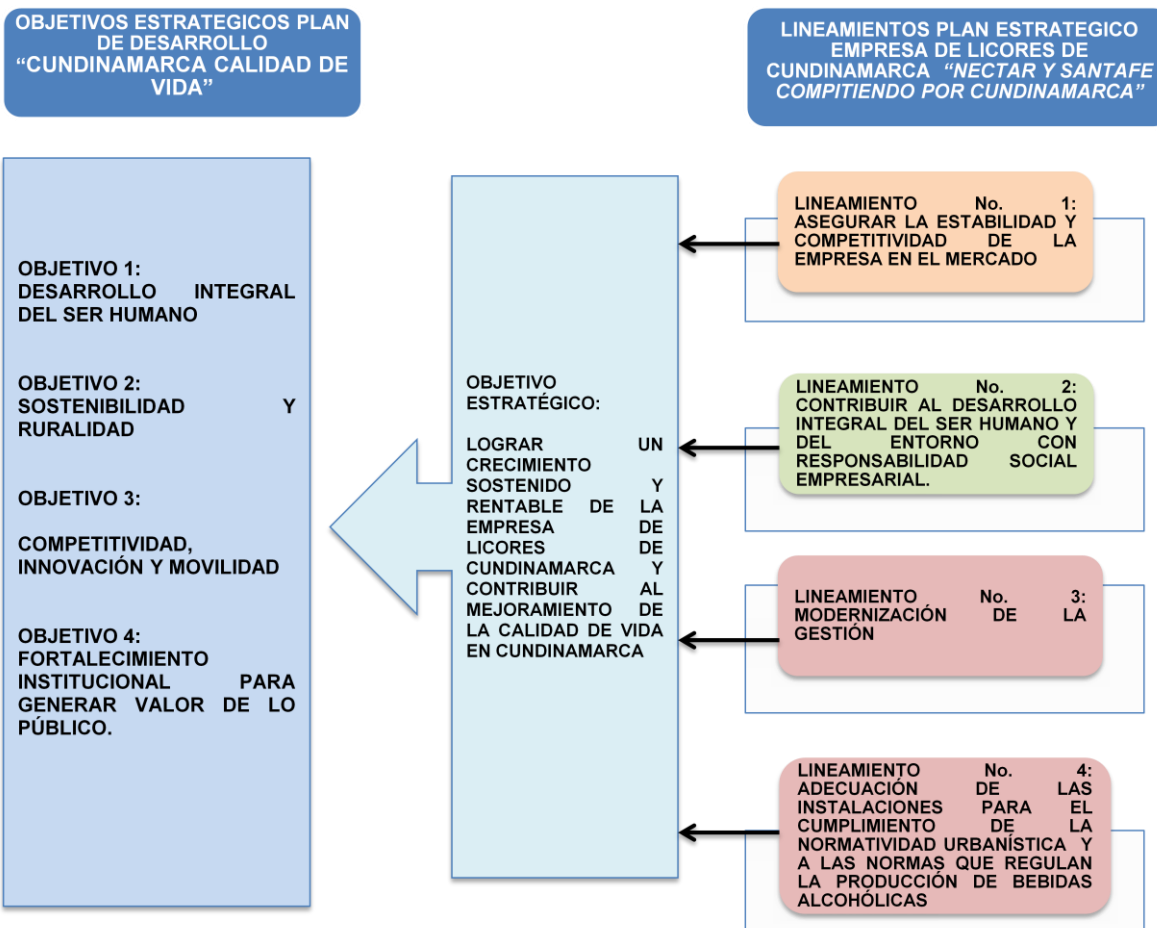 OBJETIVOS ESTRATEGICOS PLAN
DE DESARROLLO
“CUNDINAMARCA CALIDAD DE
VIDA”
LINEAMIENTOS PLAN ESTRATEGICO
EMPRESA DE LICORES DE
CUNDINAMARCA “NECTAR Y SANTAFE
COMPITIENDO POR CUNDINAMARCA”
OBJETIVO 1:
DESARROLLO INTEGRAL
DEL SER HUMANO
OBJETIVO 2:
SOSTENIBILIDAD Y
RURALIDAD
OBJETIVO 3:
COMPETITIVIDAD,
INNOVACIÓN Y MOVILIDAD
OBJETIVO 4:
FORTALECIMIENTO
INSTITUCIONAL PARA
GENERAR VALOR DE LO
PÚBLICO.
OBJETIVO
ESTRATÉGICO:
LOGRAR UN
CRECIMIENTO
SOSTENIDO Y
RENTABLE DE LA
EMPRESA DE
LICORES DE
CUNDINAMARCA Y
CONTRIBUIR AL
MEJORAMIENTO DE
LA CALIDAD DE VIDA
EN CUNDINAMARCA
LINEAMIENTO No. 1:
ASEGURAR LA ESTABILIDAD Y
COMPETITIVIDAD DE LA
EMPRESA EN EL MERCADO
LINEAMIENTO No. 2:
CONTRIBUIR AL DESARROLLO
INTEGRAL DEL SER HUMANO Y
DEL ENTORNO CON
RESPONSABILIDAD SOCIAL
EMPRESARIAL.
LINEAMIENTO No. 3:
MODERNIZACIÓN DE LA
GESTIÓN
LINEAMIENTO No. 4:
ADECUACIÓN DE LAS
INSTALACIONES PARA EL
CUMPLIMIENTO DE LA
NORMATIVIDAD URBANÍSTICA Y
A LAS NORMAS QUE REGULAN
LA PRODUCCIÓN DE BEBIDAS
ALCOHÓLICAS